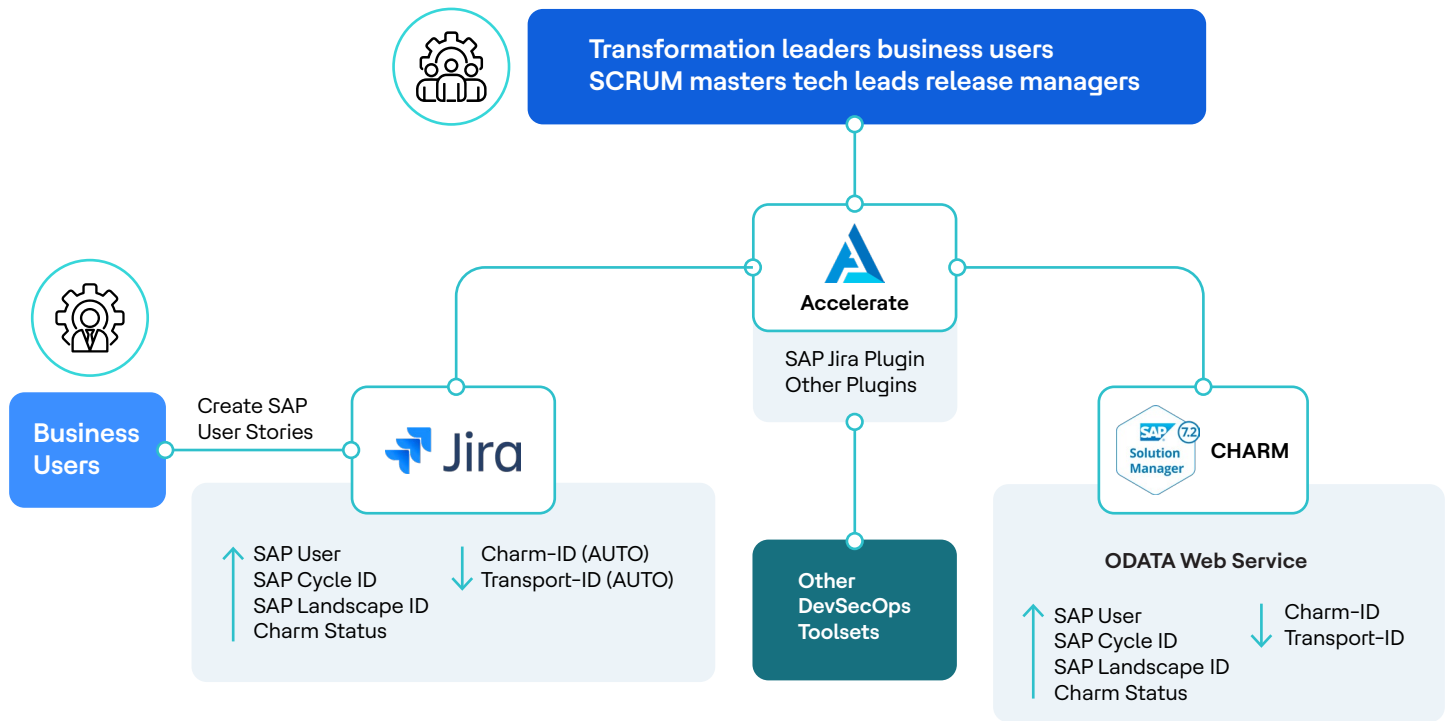 Transformation leaders business users
SCRUM masters tech leads release managers
Accelerate
SAP Jira Plugin
Other Plugins
Business
Users
Create SAP
User Stories
Jira
SAP User
SAP Cycle ID
SAP Landscape ID
Charm Status
Charm-ID (AUTO)
Transport-ID (AUTO)
Other
DevSecOps
Toolsets
SAP 7.2
Solution
Manager
CHARM
ODATA Web Service
SAP User
SAP Cycle ID
SAP Landscape ID
Charm Status
Charm-ID
Transport-ID